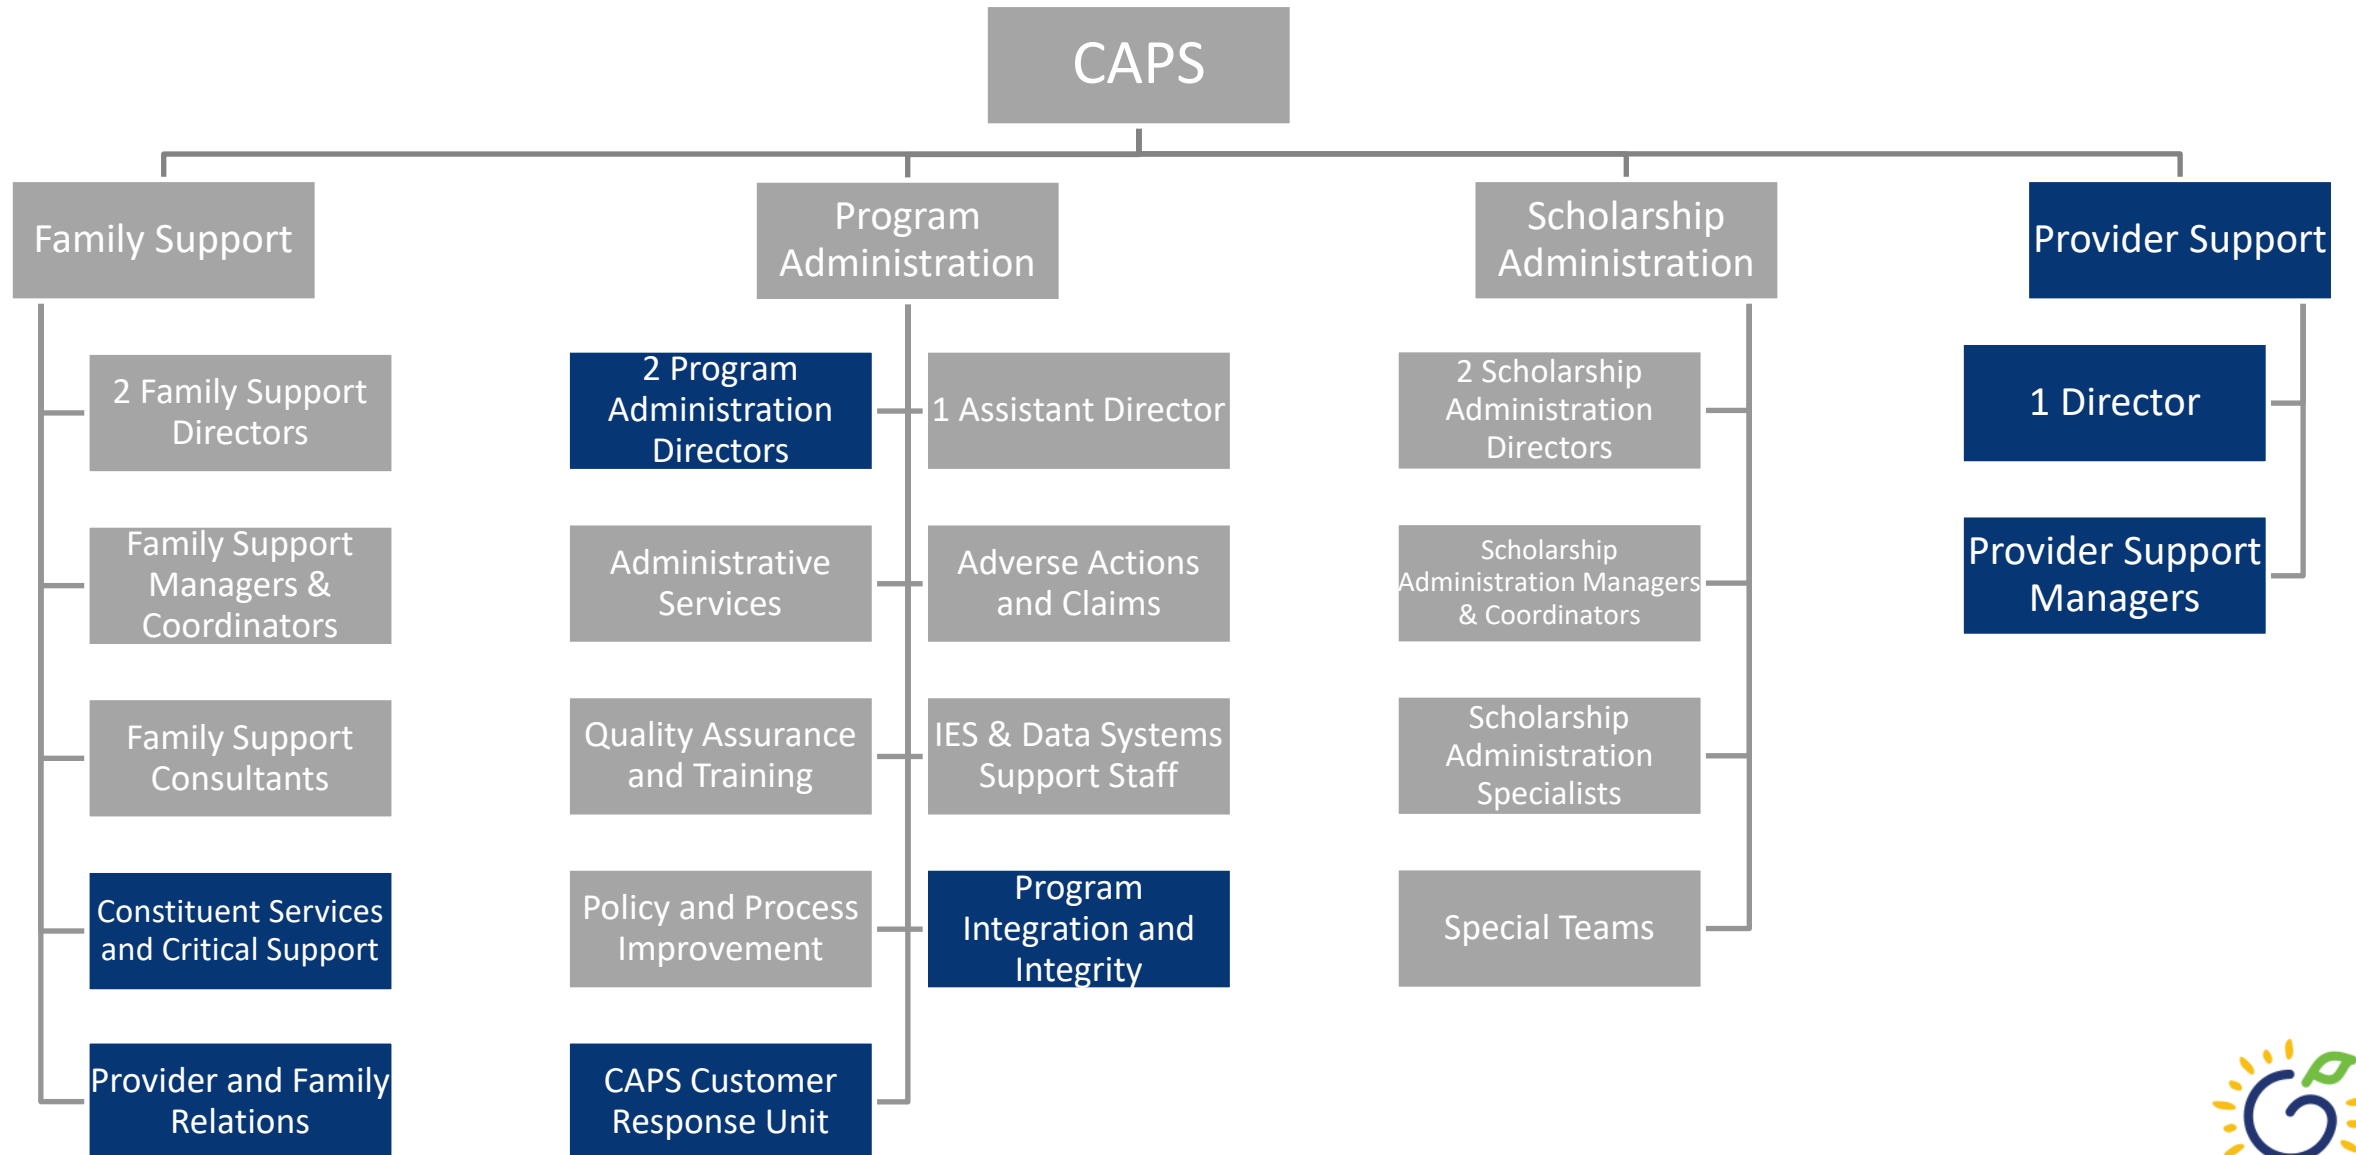 CAPS
Family Support
Program
Administration
Scholarship
Administration
Provider Support
2 Family Support
Directors
Family Support
Managers &
Coordinators
Family Support
Consultants
Constituent Services
and Critical Support
Provider and Family
Relations
2 Program
Administration
Directors
1 Assistant Director
Administrative
Services
Adverse Actions
and Claims
Quality Assurance
and Training
IES & Data Systems
Support Staff
Policy and Process
Improvement
Program
Integration and
Integrity
CAPS Customer
Response Unit
2 Scholarship
Administration
Directors
Scholarship
Administration Managers
& Coordinators
Scholarship
Administration
Specialists
Special Teams
1 Director
Provider Support
Managers